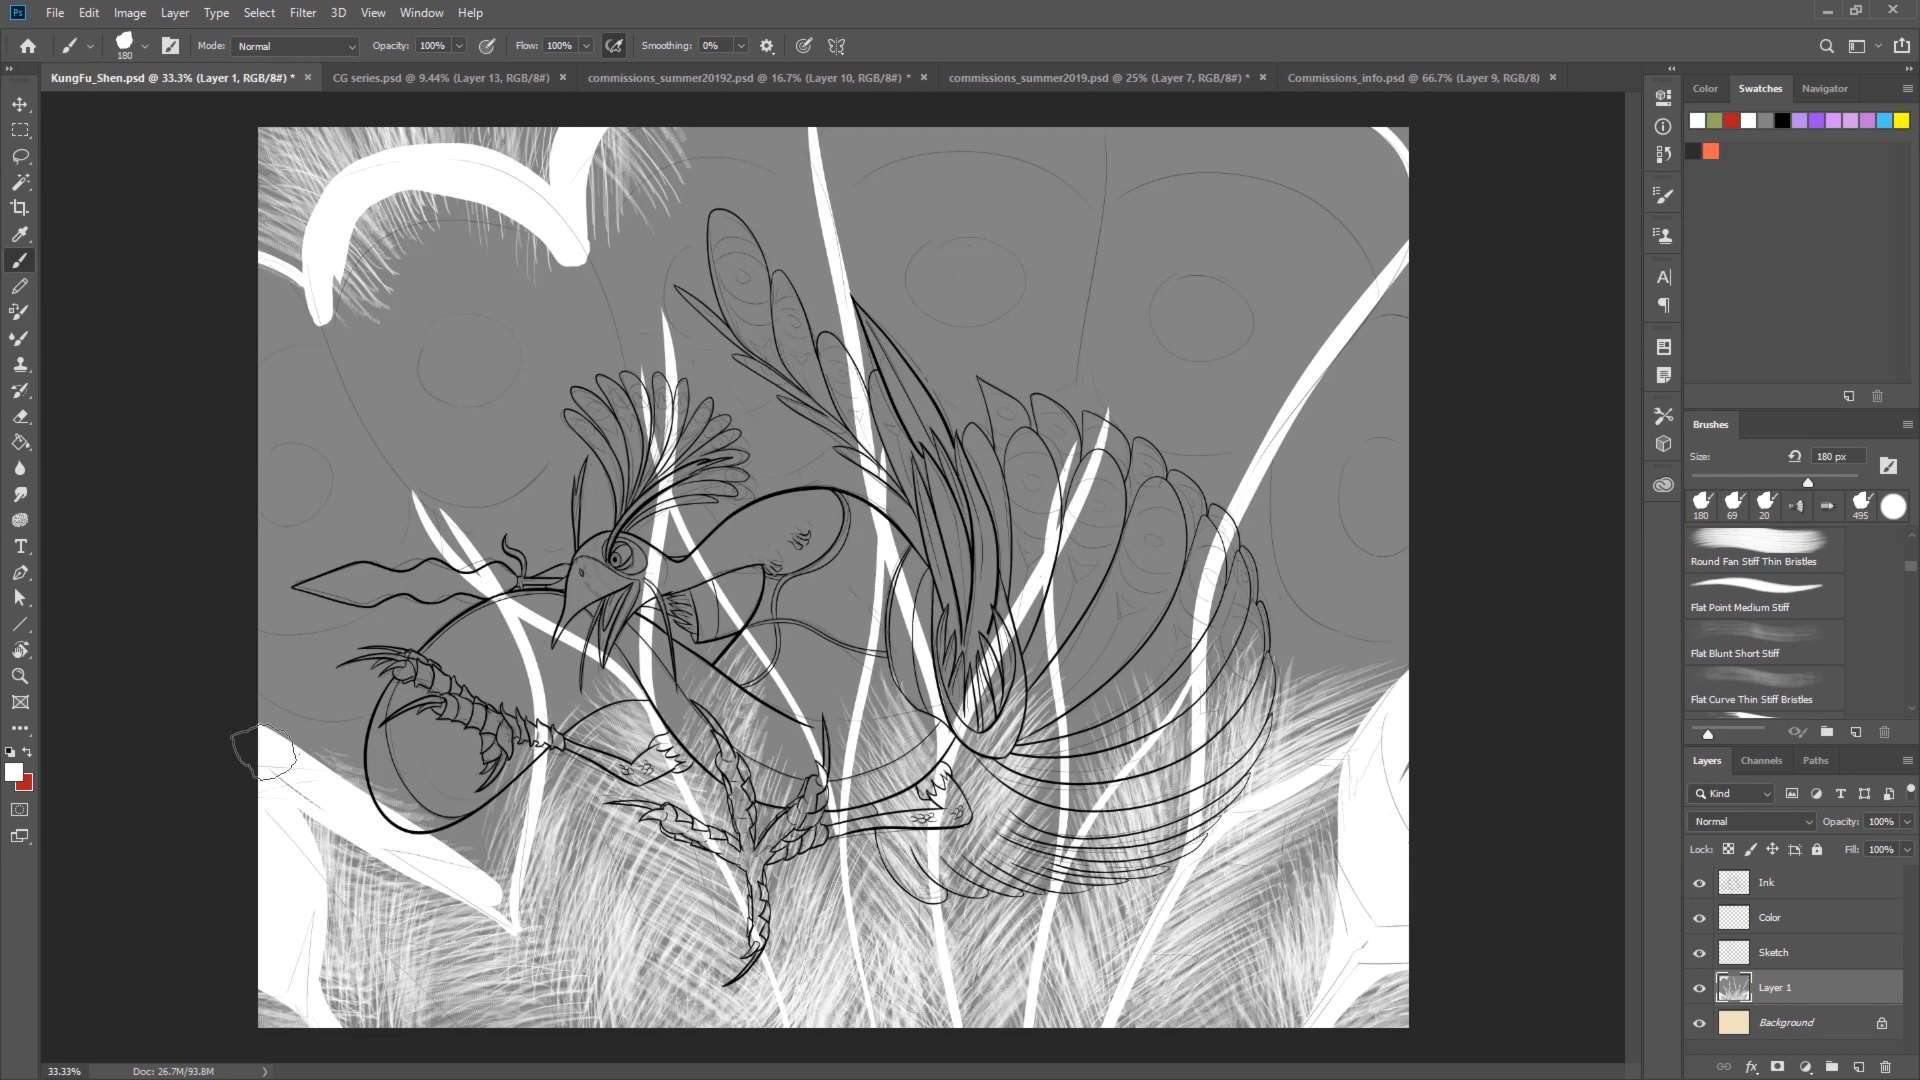 Ps File Edit Image Layer Type Select Filter 3D View Window Help
180 Mode: Normal Opacity: 100% Flow: 100% Smoothing: 0%
KungFu_Shen.psd @ 33.3% (Layer 1, RGB/8#) * × CG series.psd @ 9.44% (Layer 13, RGB/8#) × commissions_summer20192.psd @ 16.7% (Layer 10, RGB/8#) * × commissions_summer2019.psd @ 25% (Layer 7, RGB/8#) * × Commissions_info.psd @ 66.7% (Layer 9, RGB/8) ×
Color Swatches Navigator
Brushes
Size: 180 px
180 69 20 495
Round Fan Stiff Thin Bristles
Flat Point Medium Stiff
Flat Blunt Short Stiff
Flat Curve Thin Stiff Bristles
Layers Channels Paths
Kind
Normal Opacity: 100%
Lock: Fill: 100%
Ink
Color
Sketch
Layer 1
Background
33.33% Doc: 26.7M/93.8M